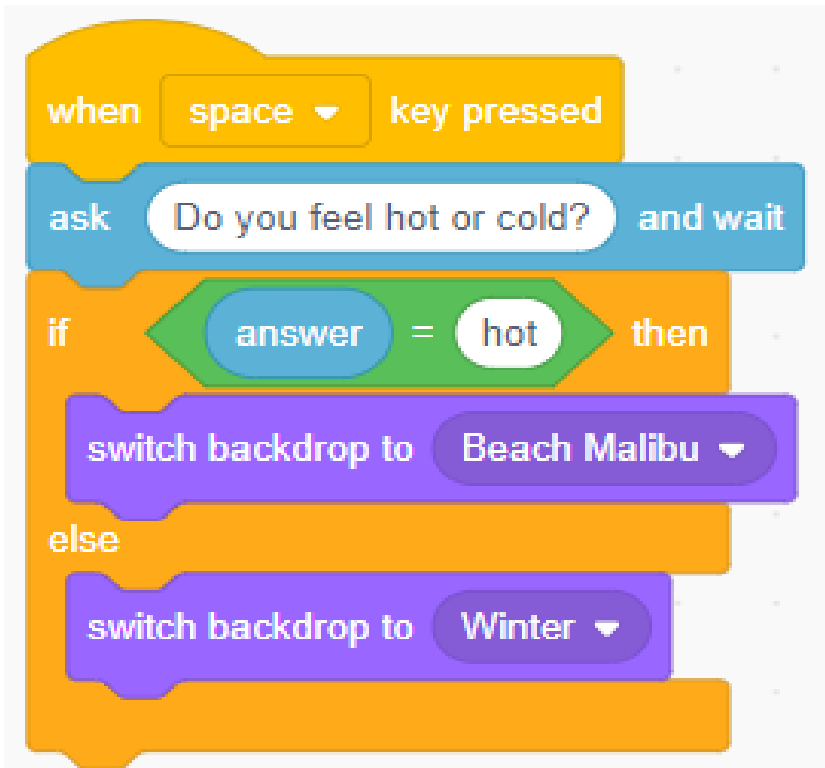 when space key pressed
ask Do you feel hot or cold? and wait
if answer = hot then
switch backdrop to Beach Malibu
else
switch backdrop to Winter